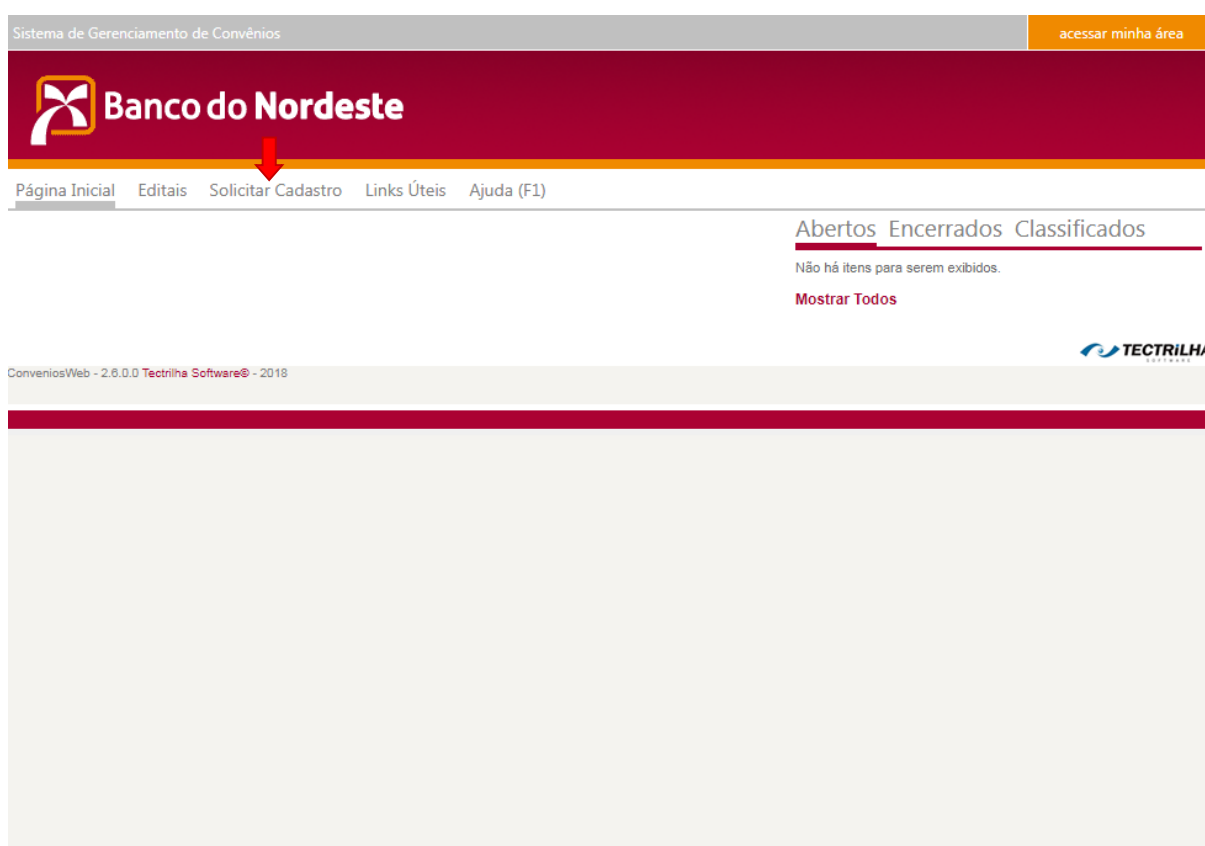 Sistema de Gerenciamento de Convênios acessar minha área
Banco do Nordeste
Página Inicial Editais Solicitar Cadastro Links Úteis Ajuda (F1)
Abertos Encerrados Classificados
Não há itens para serem exibidos.
Mostrar Todos
TECTRiLHA
SOFTWARE
ConveniosWeb - 2.6.0.0 Tectrilha Software® - 2018